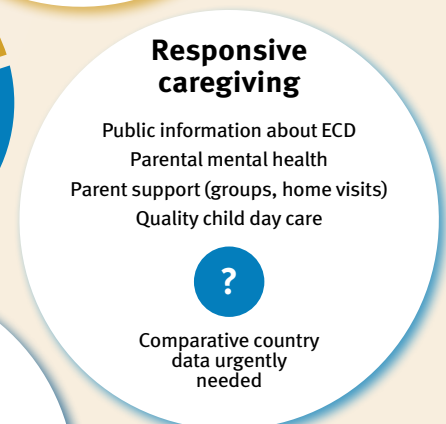 Responsive
caregiving
Public information about ECD
Parental mental health
Parent support (groups, home visits)
Quality child day care
?
Comparative country
data urgently
needed